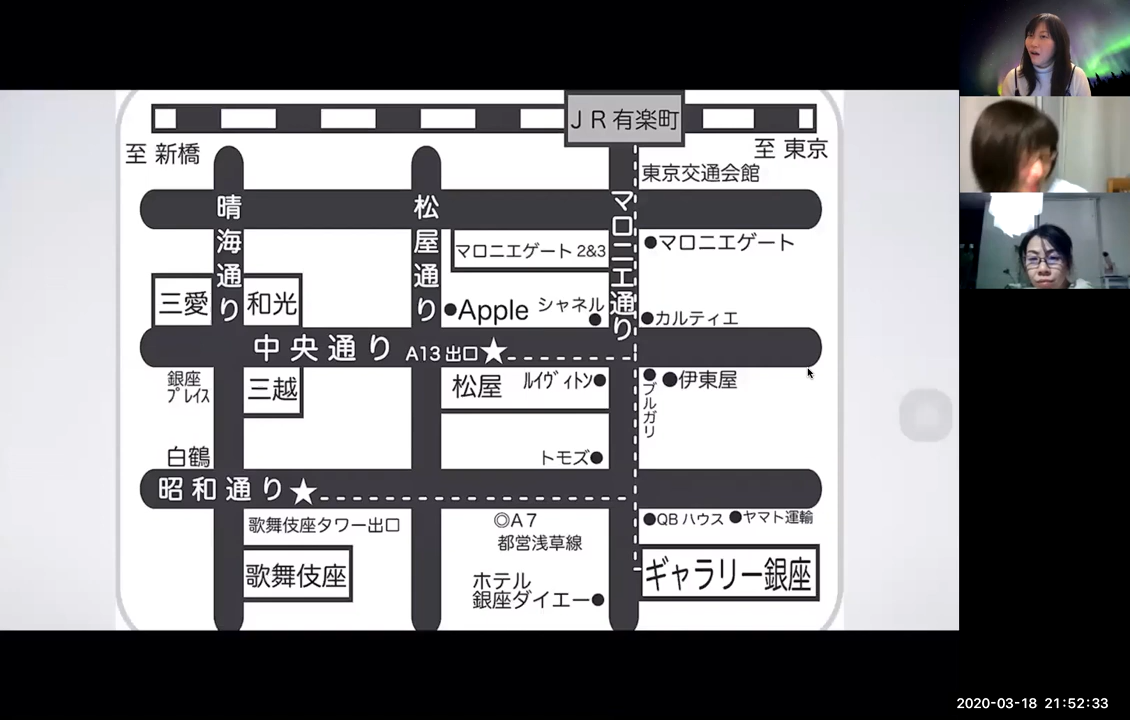 JR有楽町
至 新橋
至 東京
東京交通会館
晴海通り
松屋通り
マロニエ通り
マロニエゲート 2&3
●マロニエゲート
三愛
和光
●Apple
シャネル
●カルティエ
中央通り
A13 出口★
銀座
プレイス
三越
松屋
ルイヴィトン●
ブルガリ
●伊東屋
白鶴
トモズ●
昭和通り★
歌舞伎座タワー出口
◎A7
都営浅草線
●QBハウス
●ヤマト運輸
歌舞伎座
ホテル
銀座ダイエー●
ギャラリー銀座
2020-03-18 21:52:33